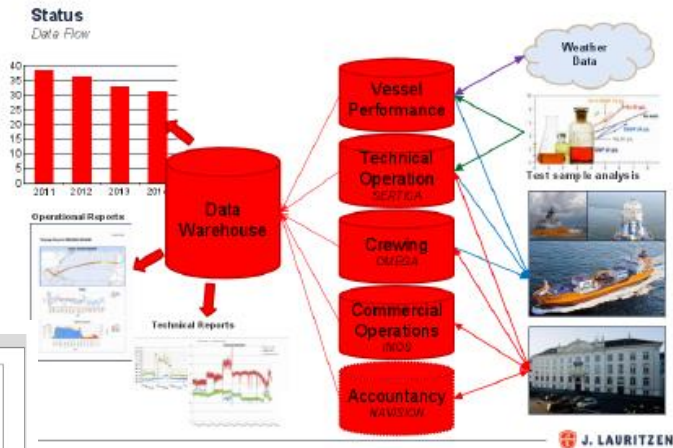 Status
Data Flow
40
35
30
25
20
15
10
5
0
2011 2012 2013
Operational Reports
Technical Reports
Data
Warehouse
Vessel
Performance
Technical
Operation
SERTICA
Crewing
OMEGA
Commercial
Operations
IMOS
Accountancy
NAVISION
Weather
Data
Test sample analysis
J. LAURITZEN